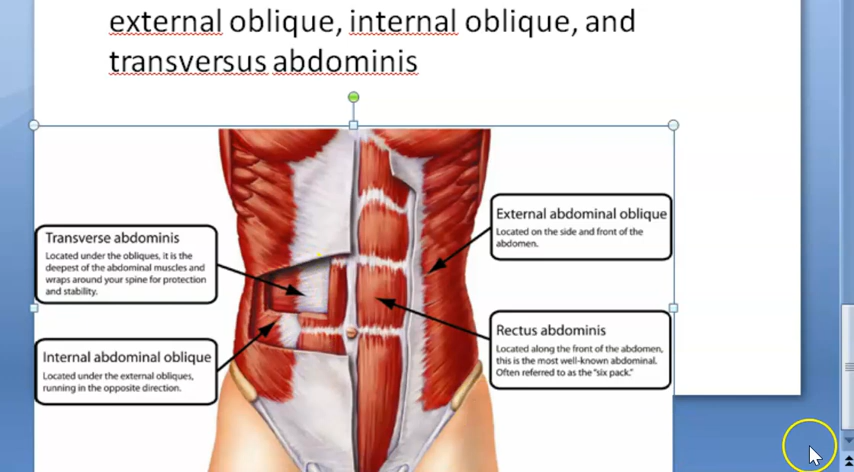 external oblique, internal oblique, and
transversus abdominis
Transverse abdominis
Located under the obliques, it is the
deepest of the abdominal muscles and
wraps around your spine for protection
and stability.
Internal abdominal oblique
Located under the external obliques,
running in the opposite direction.
External abdominal oblique
Located on the side and front of the
abdomen.
Rectus abdominis
Located along the front of the abdomen,
this is the most well-known abdominal.
Often referred to as the "six pack."